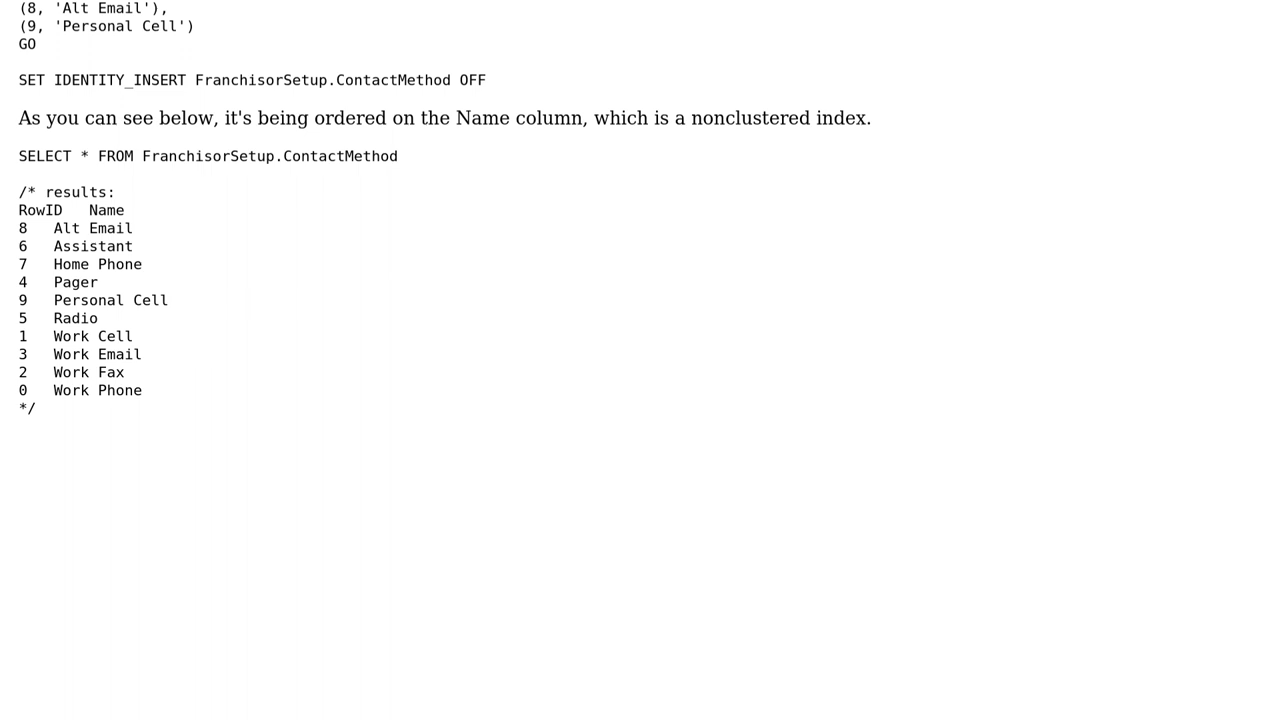 (8, 'Alt Email'),
(9, 'Personal Cell')
GO
SET IDENTITY_INSERT FranchisorSetup.ContactMethod OFF
As you can see below, it's being ordered on the Name column, which is a nonclustered index.
SELECT * FROM FranchisorSetup.ContactMethod
/* results:
RowID   Name
8   Alt Email
6   Assistant
7   Home Phone
4   Pager
9   Personal Cell
5   Radio
1   Work Cell
3   Work Email
2   Work Fax
0   Work Phone
*/